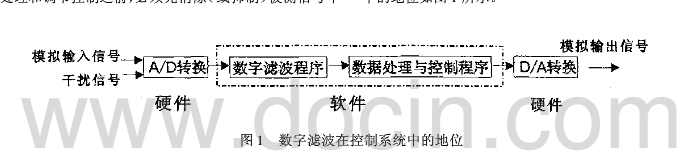 模拟输入信号
干扰信号
A/D转换
数字滤波程序
数据处理与控制程序
D/A转换
模拟输出信号
硬件
软件
硬件
www.docin.com
图1 数字滤波在控制系统中的地位